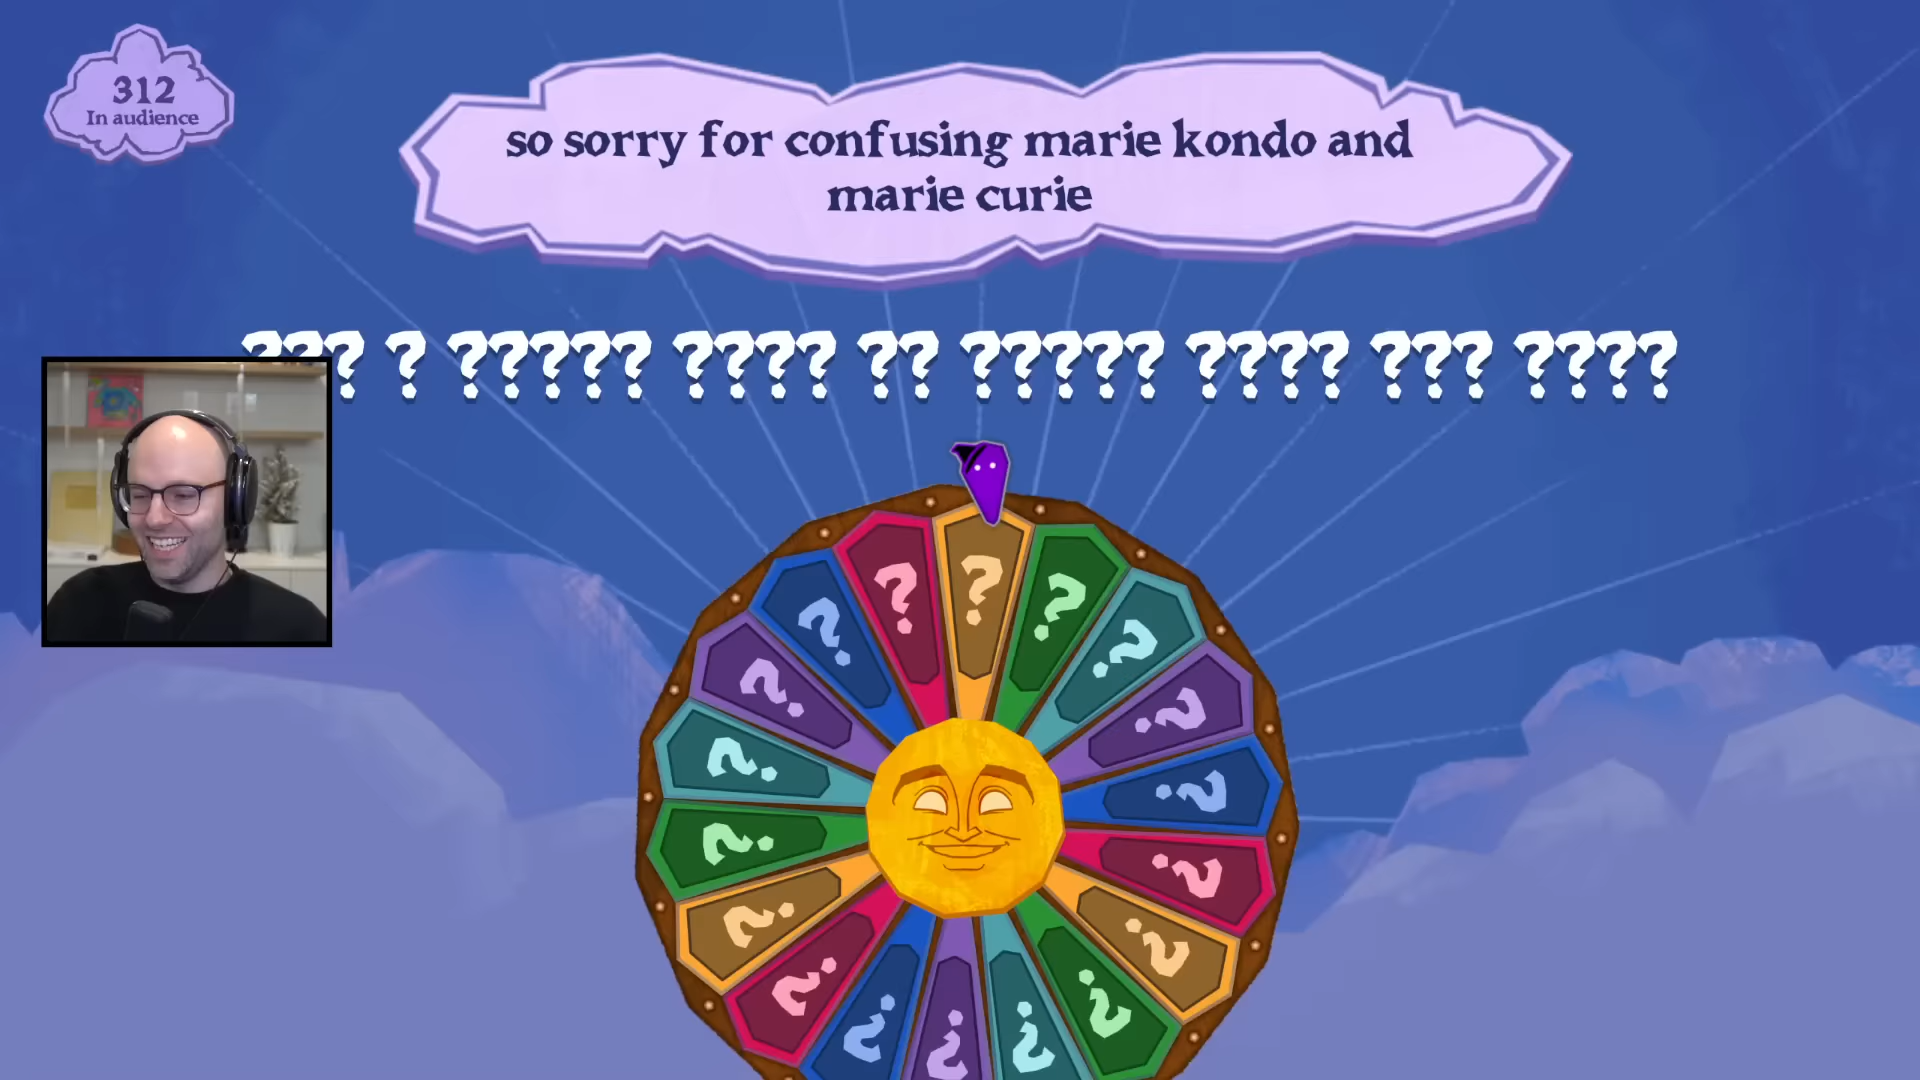 312
In audience
so sorry for confusing marie kondo and
marie curie
??? ? ????? ???? ?? ????? ???? ??? ????
? ? ? ? ? ? ? ? ? ? ? ? ? ? ? ? ? ? ? ?